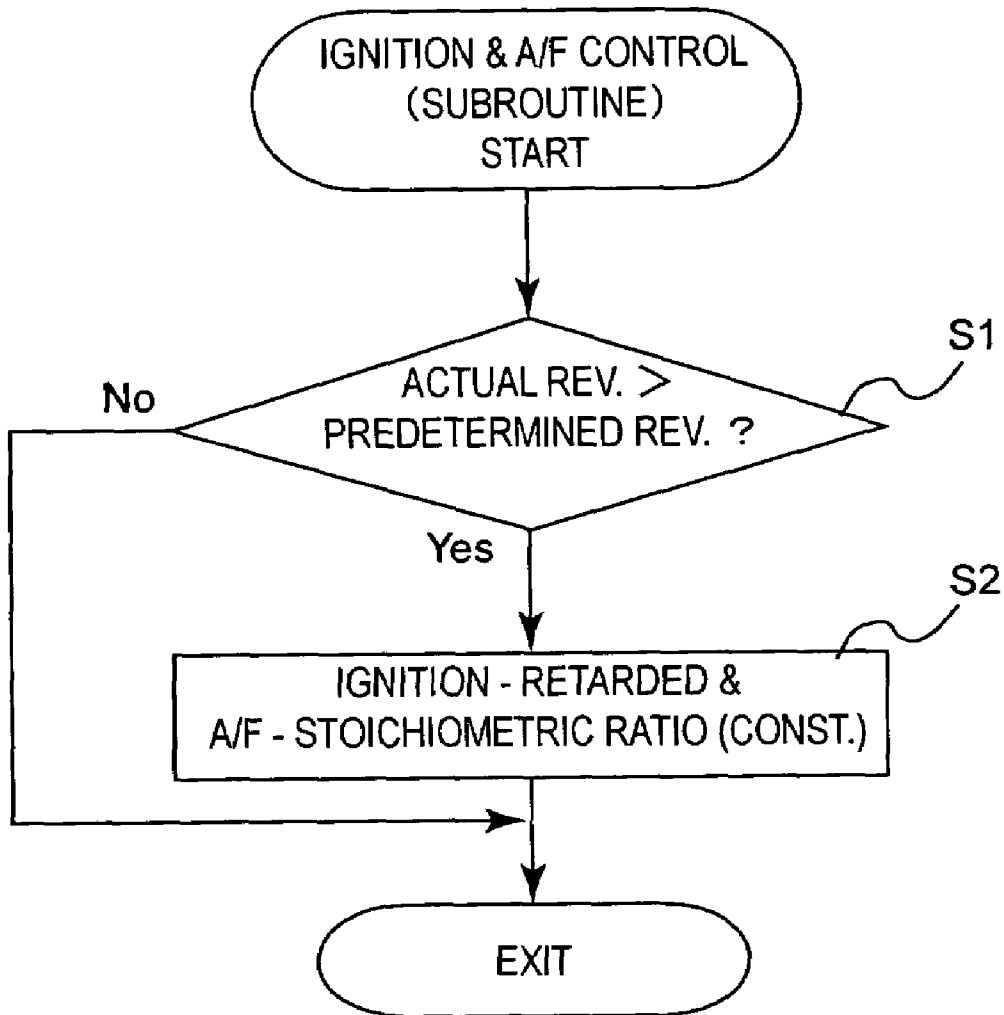 IGNITION & A/F CONTROL
(SUBROUTINE)
START
S1
ACTUAL REV. >
PREDETERMINED REV. ?
No
Yes
S2
IGNITION - RETARDED &
A/F - STOICHIOMETRIC RATIO (CONST.)
EXIT